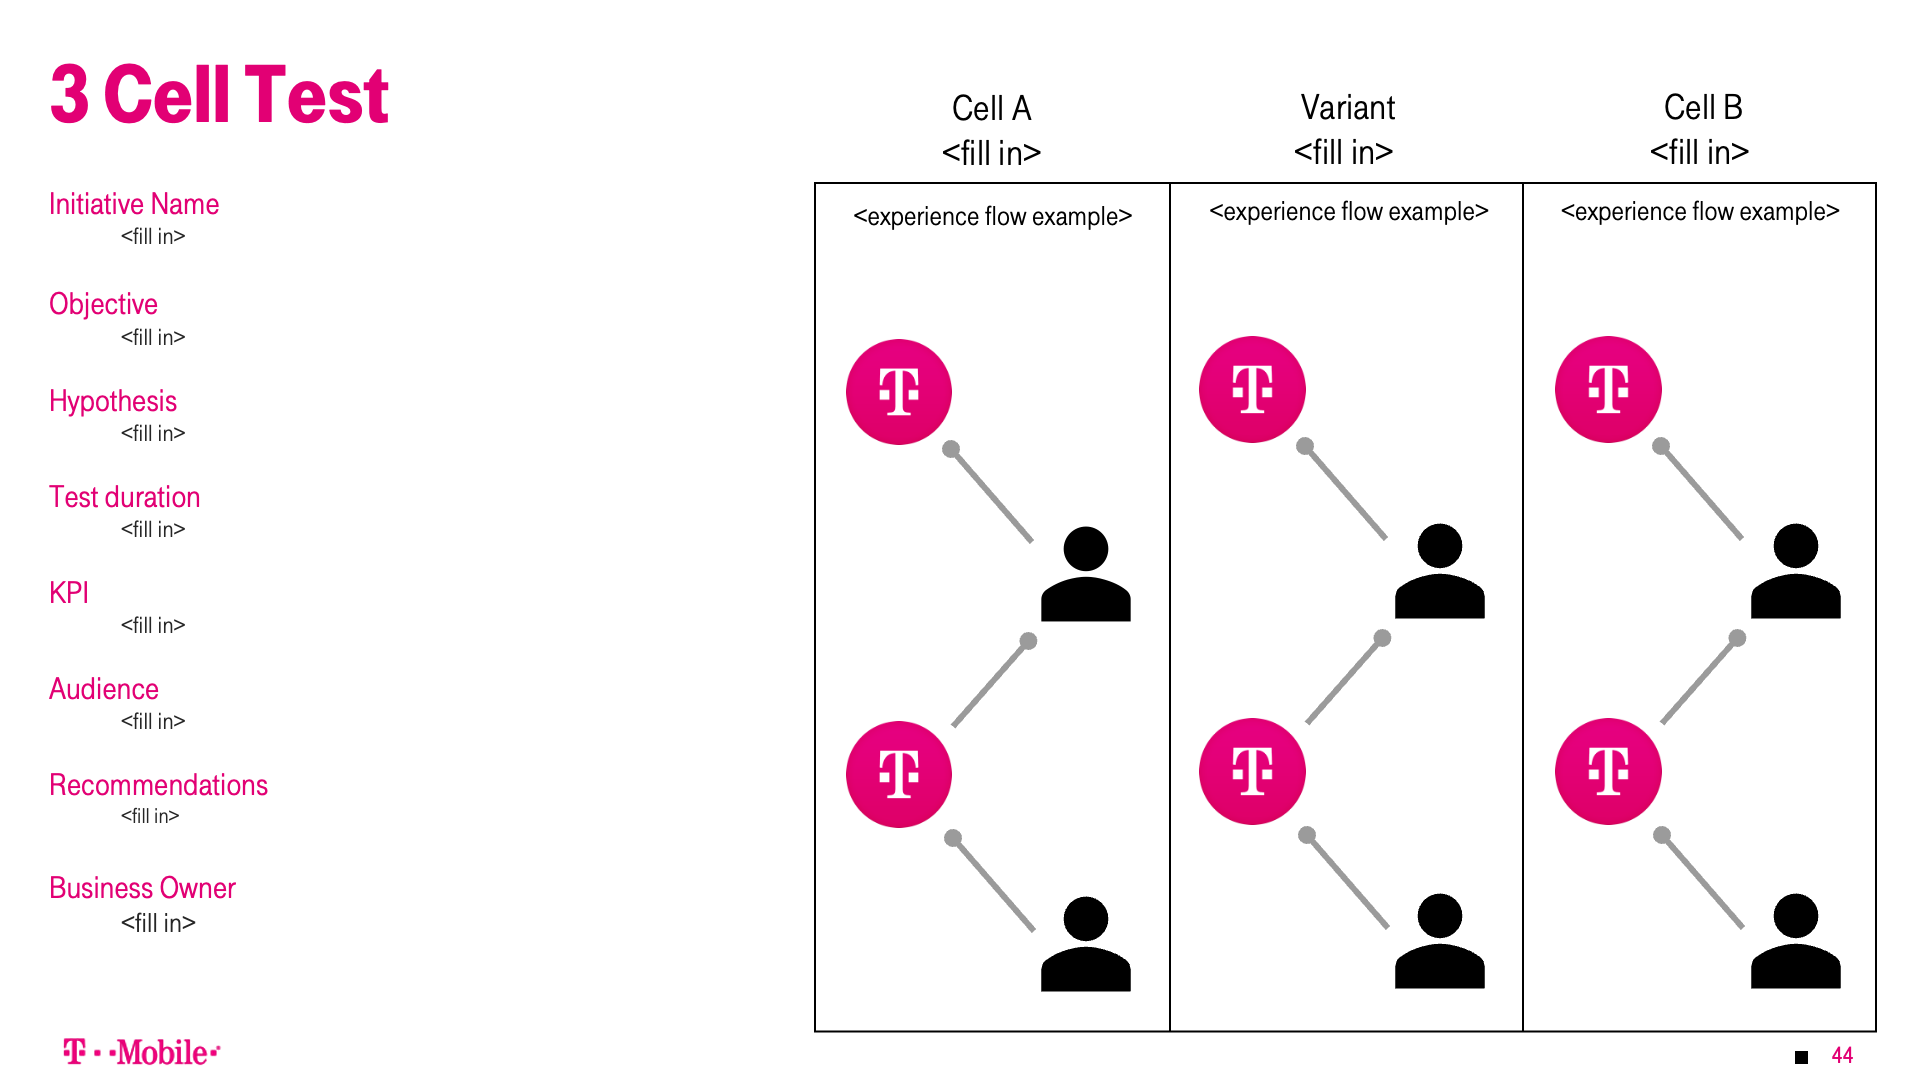 3 Cell Test
Initiative Name
<fill in>
Objective
<fill in>
Hypothesis
<fill in>
Test duration
<fill in>
KPI
<fill in>
Audience
<fill in>
Recommendations
<fill in>
Business Owner
<fill in>
Cell A
<fill in>
Variant
<fill in>
Cell B
<fill in>
<experience flow example>
<experience flow example>
<experience flow example>
T
T
T
T
T
T
T Mobile
44